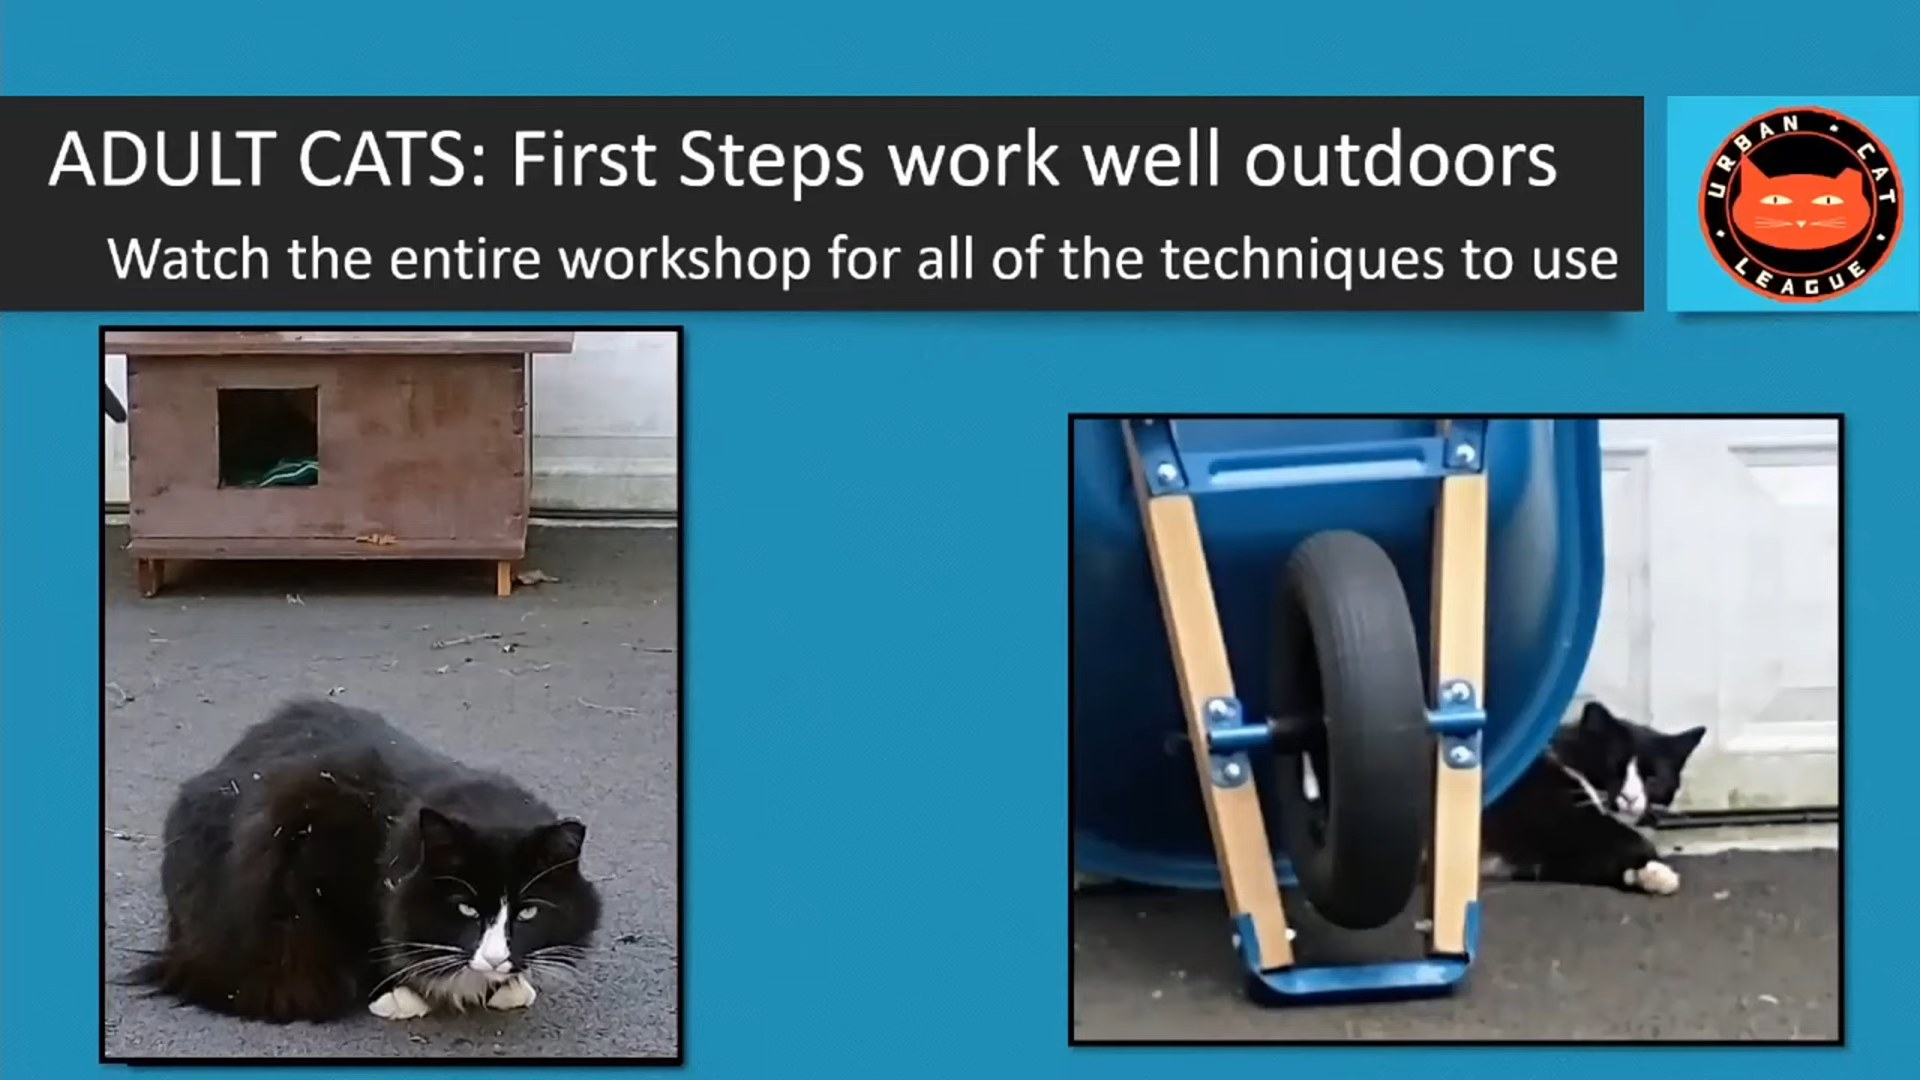 ADULT CATS: First Steps work well outdoors
Watch the entire workshop for all of the techniques to use
URBAN • CAT • LEAGUE •